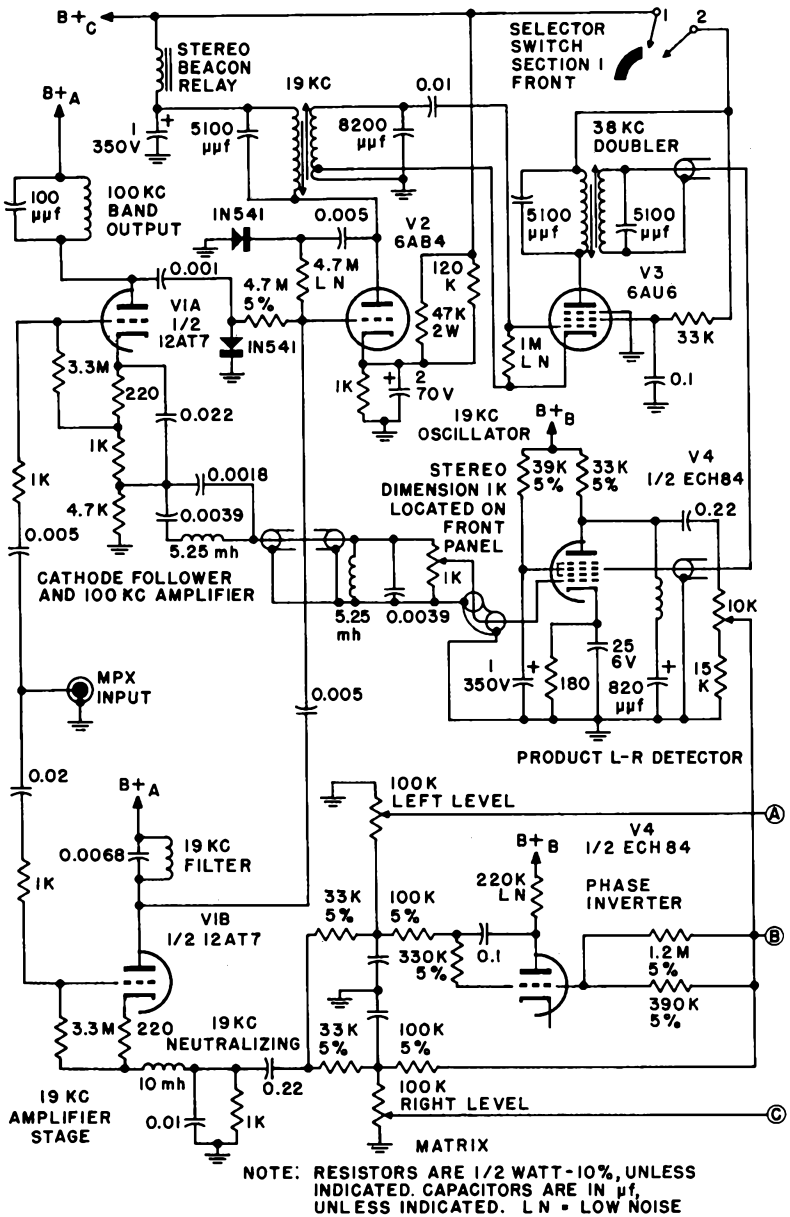 B+C
1
2
SELECTOR
SWITCH
SECTION 1
FRONT
STEREO
BEACON
RELAY
19 KC
0.01
B+A
1
350V
+
5100
µµf
8200
µµf
38 KC
DOUBLER
100
µµf
100 KC
BAND
OUTPUT
1N541
0.005
V2
6AB4
5100
µµf
5100
µµf
0.001
4.7M
LN
120
K
V3
6AU6
V1A
1/2
12AT7
4.7M
5%
47K
2W
1N541
1M
LN
33K
3.3M
220
1K
+
2
70V
0.1
0.022
1K
19 KC
OSCILLATOR
B+B
1K
0.0018
STEREO
DIMENSION 1K
LOCATED ON
FRONT
PANEL
39K
5%
33K
5%
V4
1/2 ECH84
4.7K
0.0039
0.22
0.005
5.25 mh
CATHODE FOLLOWER
AND 100 KC AMPLIFIER
1K
5.25
mh
0.0039
10K
MPX
INPUT
1
350V
+
180
25
6V
820
µµf
+
15
K
0.005
PRODUCT L-R DETECTOR
0.02
B+A
100K
LEFT LEVEL
A
0.0068
19 KC
FILTER
B+B
V4
1/2 ECH84
1K
220K
LN
PHASE
INVERTER
33K
5%
100K
5%
V1B
1/2 12AT7
B
330K
5%
0.1
1.2M
5%
390K
5%
3.3M
220
19 KC
NEUTRALIZING
33K
5%
100K
5%
10 mh
0.22
100K
RIGHT LEVEL
19 KC
AMPLIFIER
STAGE
0.01
1K
C
MATRIX
NOTE: RESISTORS ARE 1/2 WATT-10%, UNLESS
INDICATED. CAPACITORS ARE IN µf,
UNLESS INDICATED. LN = LOW NOISE